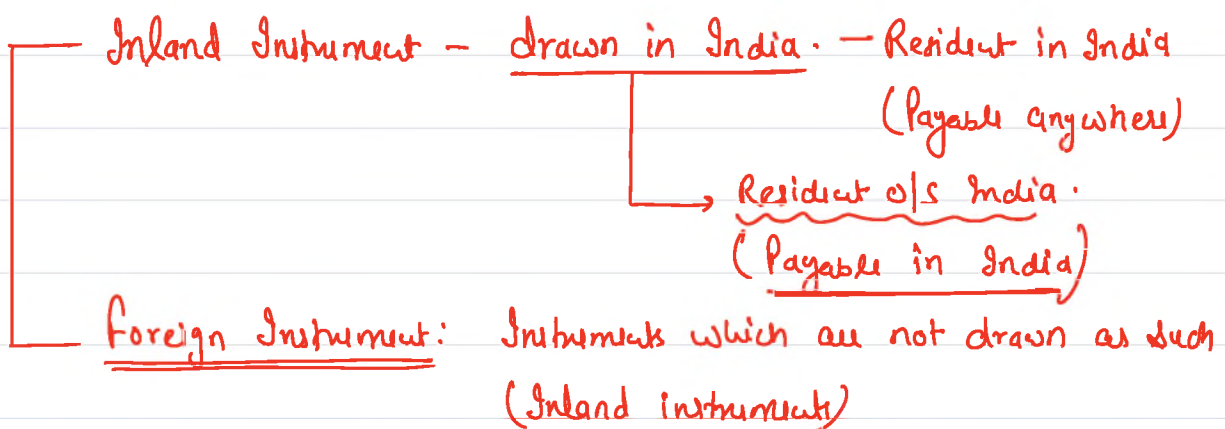 Inland Instrument - drawn in India. - Resident in India
(Payable anywhere)
Resident o/s India.
(Payable in India)
Foreign Instrument: Instruments which are not drawn as such
(Inland instruments)